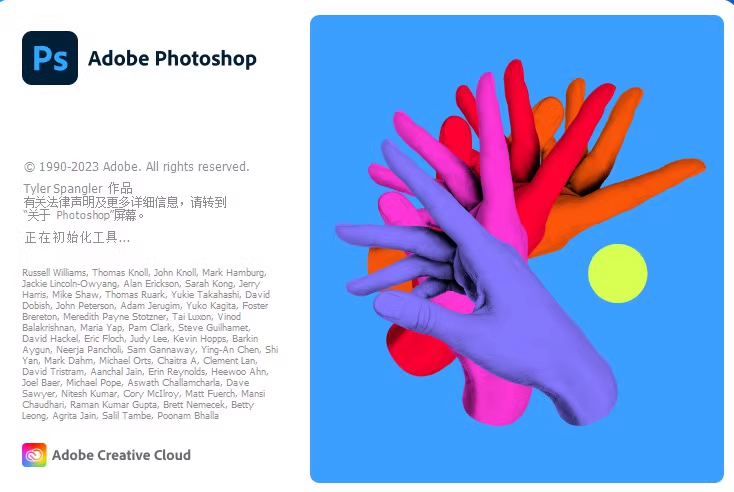 Ps Adobe Photoshop
© 1990-2023 Adobe. All rights reserved.
Tyler Spangler 作品
有关法律声明及更多详细信息，请转到
“关于 Photoshop”屏幕。
正在初始化工具...
Russell Williams, Thomas Knoll, John Knoll, Mark Hamburg,
Jackie Lincoln-Owyang, Alan Erickson, Sarah Kong, Jerry
Harris, Mike Shaw, Thomas Ruark, Yukie Takahashi, David
Dobish, John Peterson, Adam Jerugim, Yuko Kagita, Foster
Brereton, Meredith Payne Stotzner, Tai Luxon, Vinod
Balakrishnan, Maria Yap, Pam Clark, Steve Guilhamet,
David Hackel, Eric Floch, Judy Lee, Kevin Hopps, Barkin
Aygun, Neerja Pancholi, Sam Gannaway, Ying-An Chen, Shi
Yan, Mark Dahm, Michael Orts, Chaitra A, Clement Lan,
David Tristram, Aanchal Jain, Erin Reynolds, Heewoo Ahn,
Joel Baer, Michael Pope, Aswath Challamcharla, Dave
Sawyer, Nitesh Kumar, Cory McIlroy, Matt Fuerch, Mansi
Chaudhari, Raman Kumar Gupta, Brett Nemecek, Betty
Leong, Agrita Jain, Salil Tambe, Poonam Bhalla
Adobe Creative Cloud